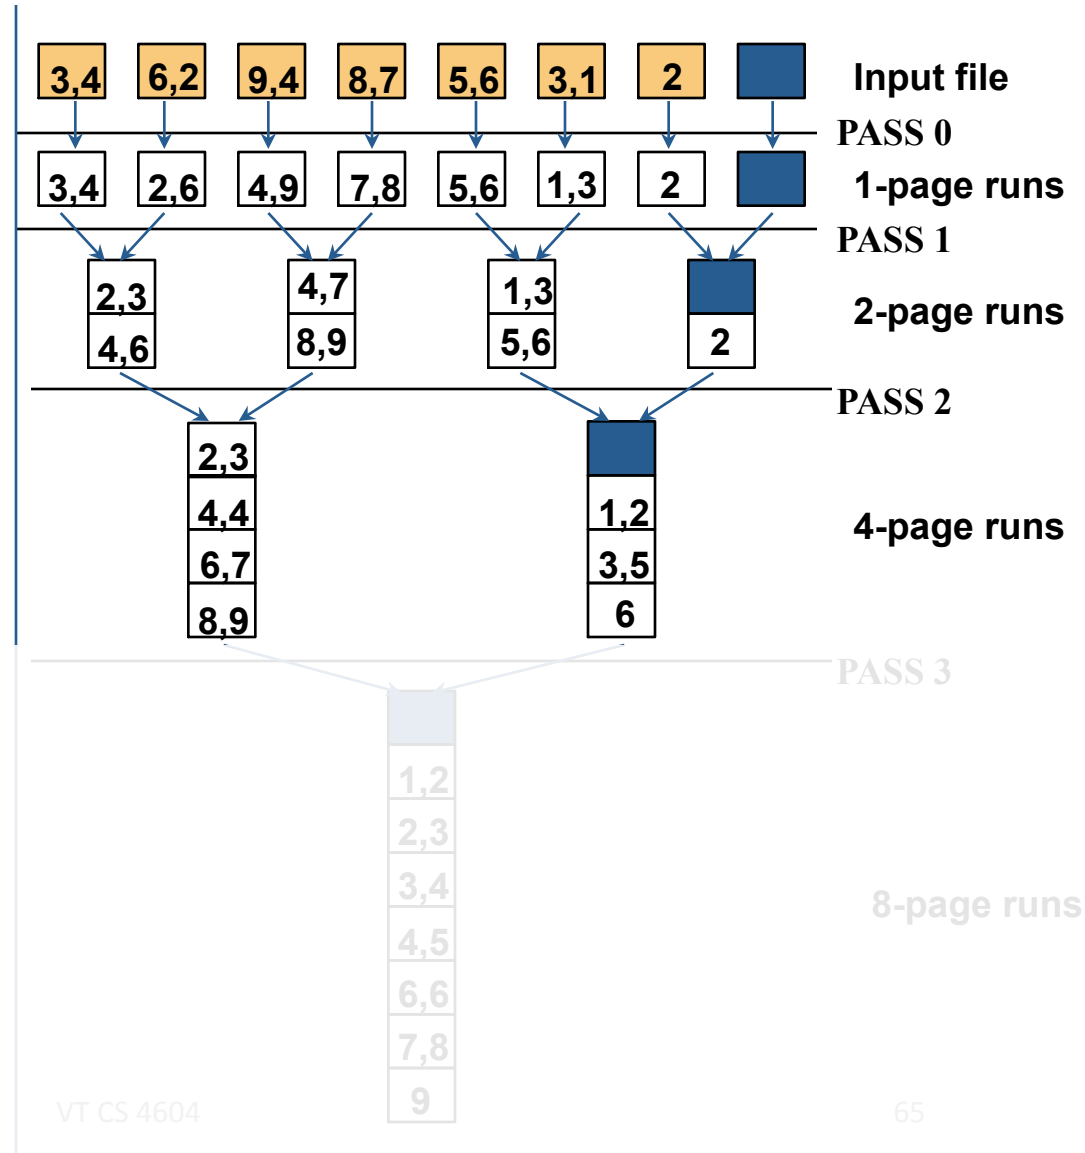 3,4 6,2 9,4 8,7 5,6 3,1 2 Input file
PASS 0
3,4 2,6 4,9 7,8 5,6 1,3 2 1-page runs
PASS 1
2,3 4,7 1,3
2-page runs
4,6 8,9 5,6 2
PASS 2
2,3
4,4 1,2
4-page runs
6,7 3,5
8,9 6
PASS 3
1,2
2,3
3,4
8-page runs
4,5
6,6
7,8
9
VT CS 4604 65